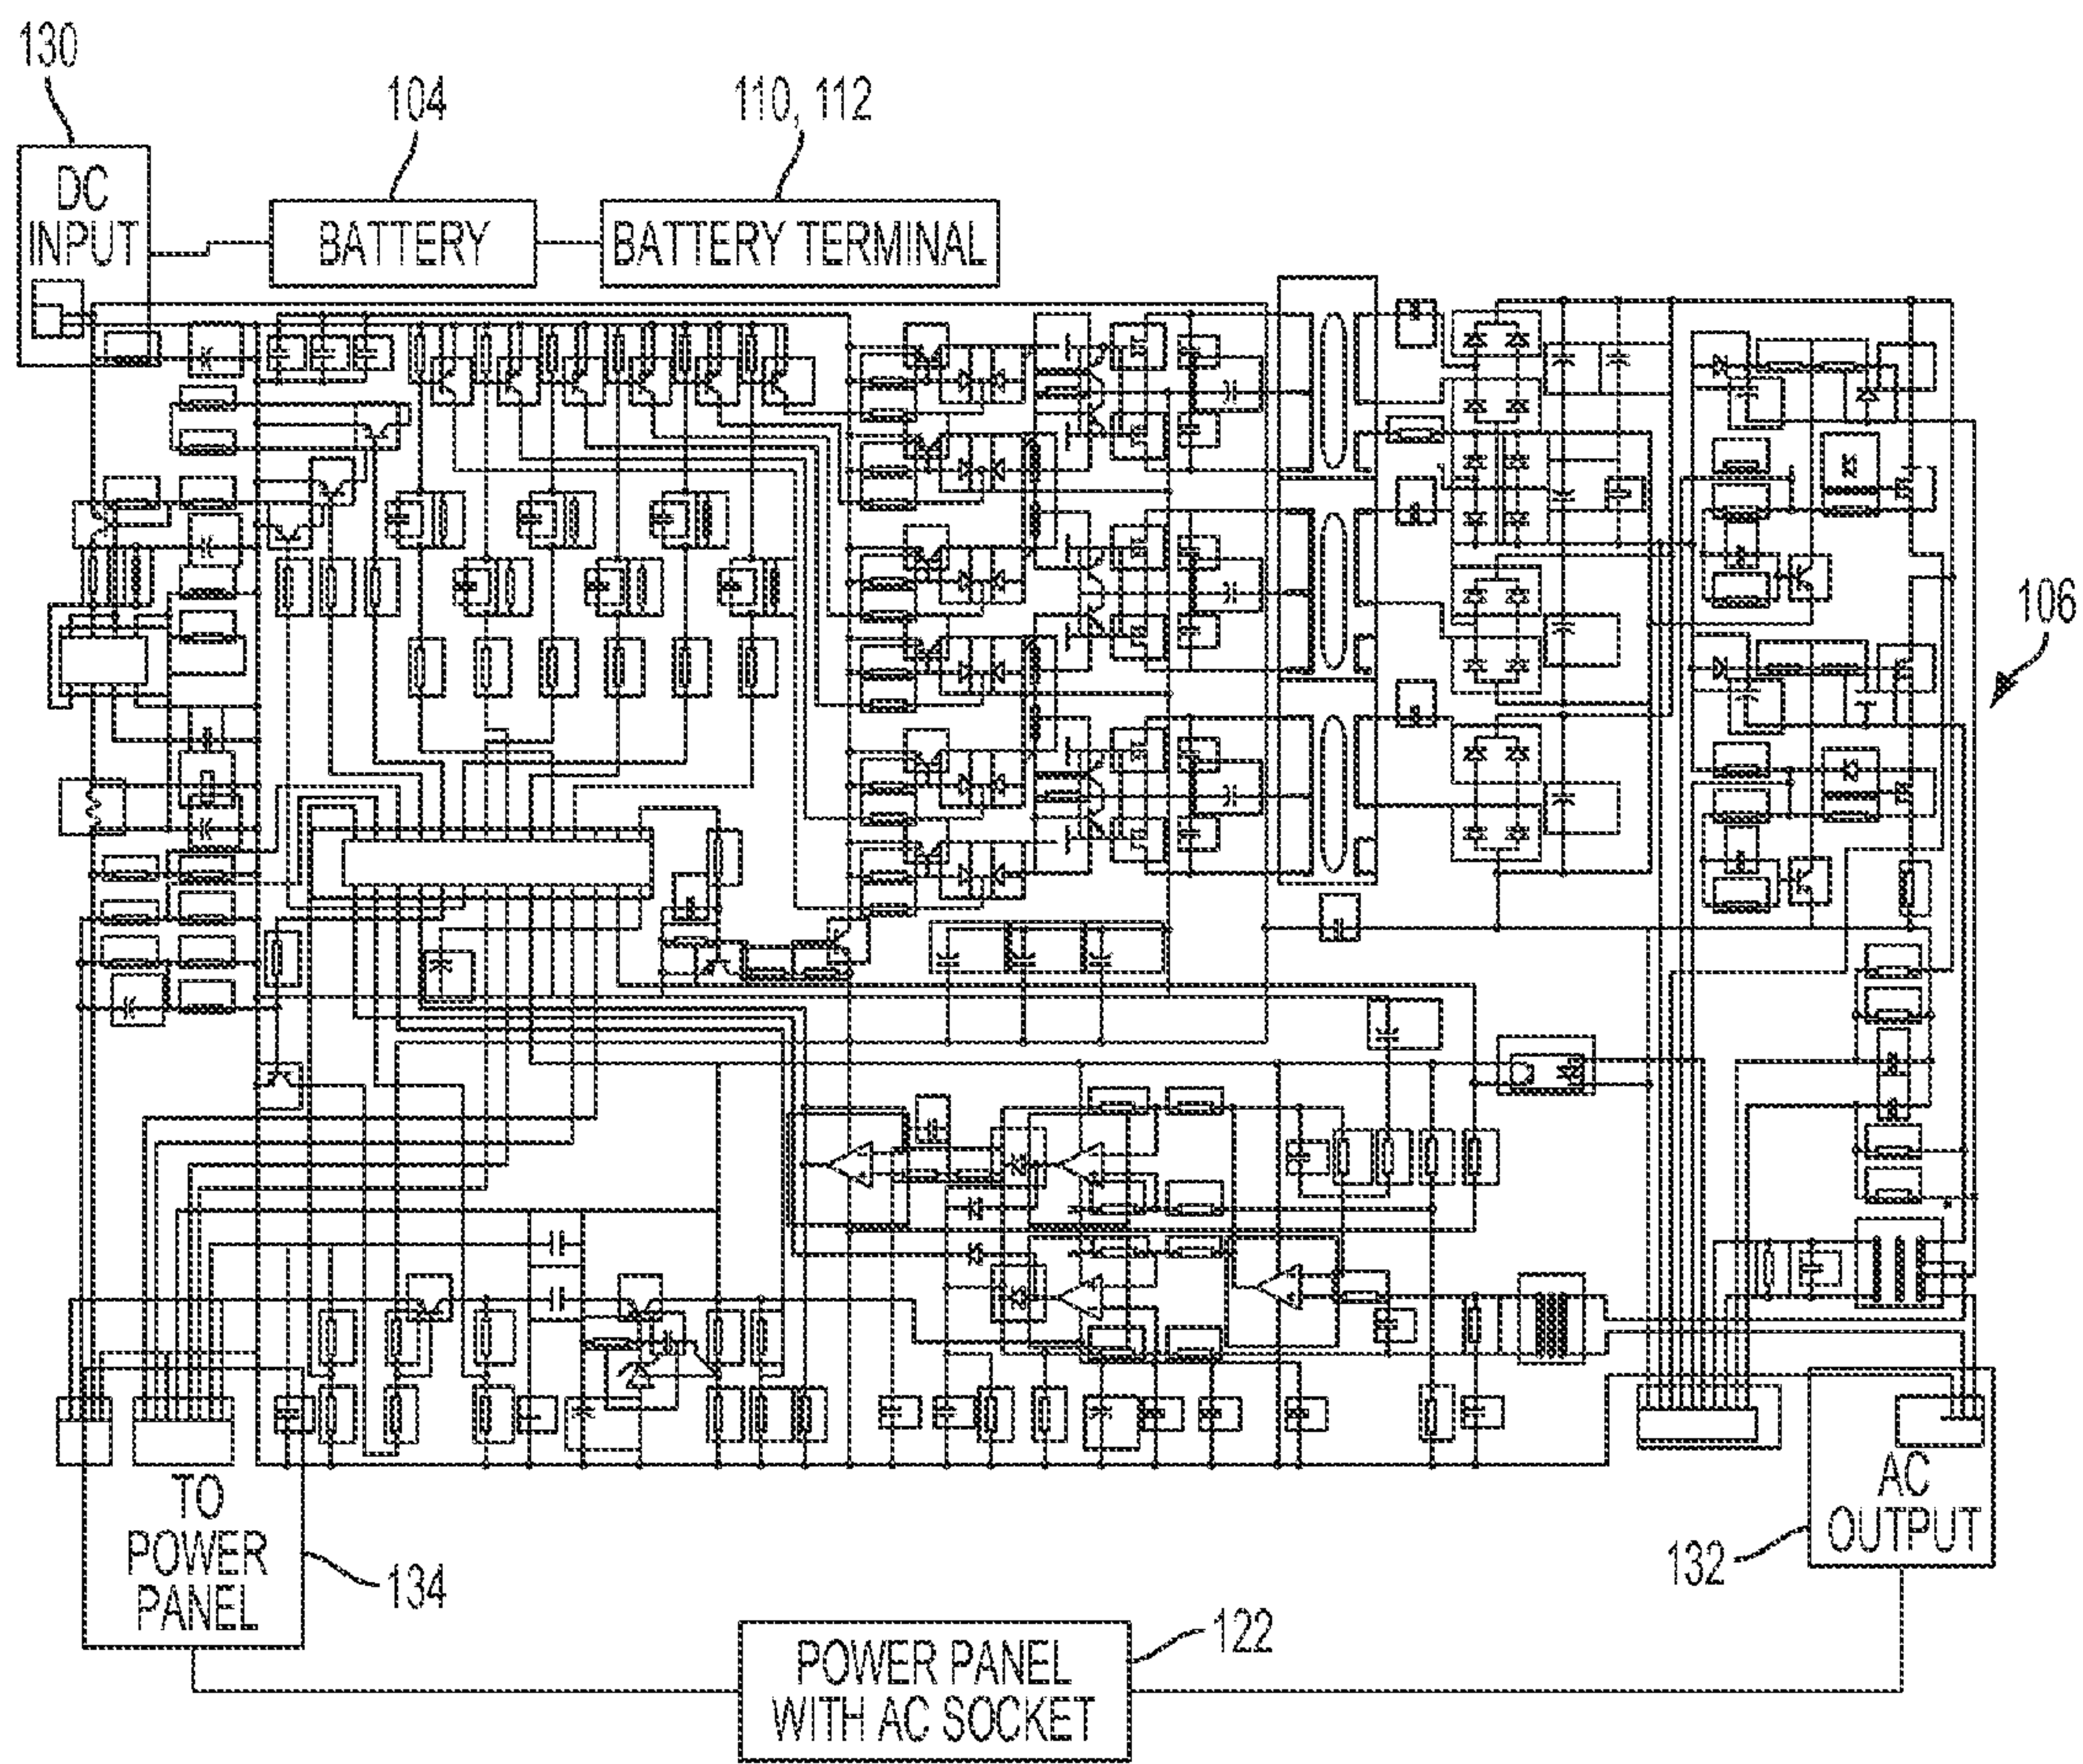 130
104
110, 112
DC
INPUT
BATTERY
BATTERY TERMINAL
106
TO
POWER
PANEL
134
AC
OUTPUT
132
122
POWER PANEL
WITH AC SOCKET